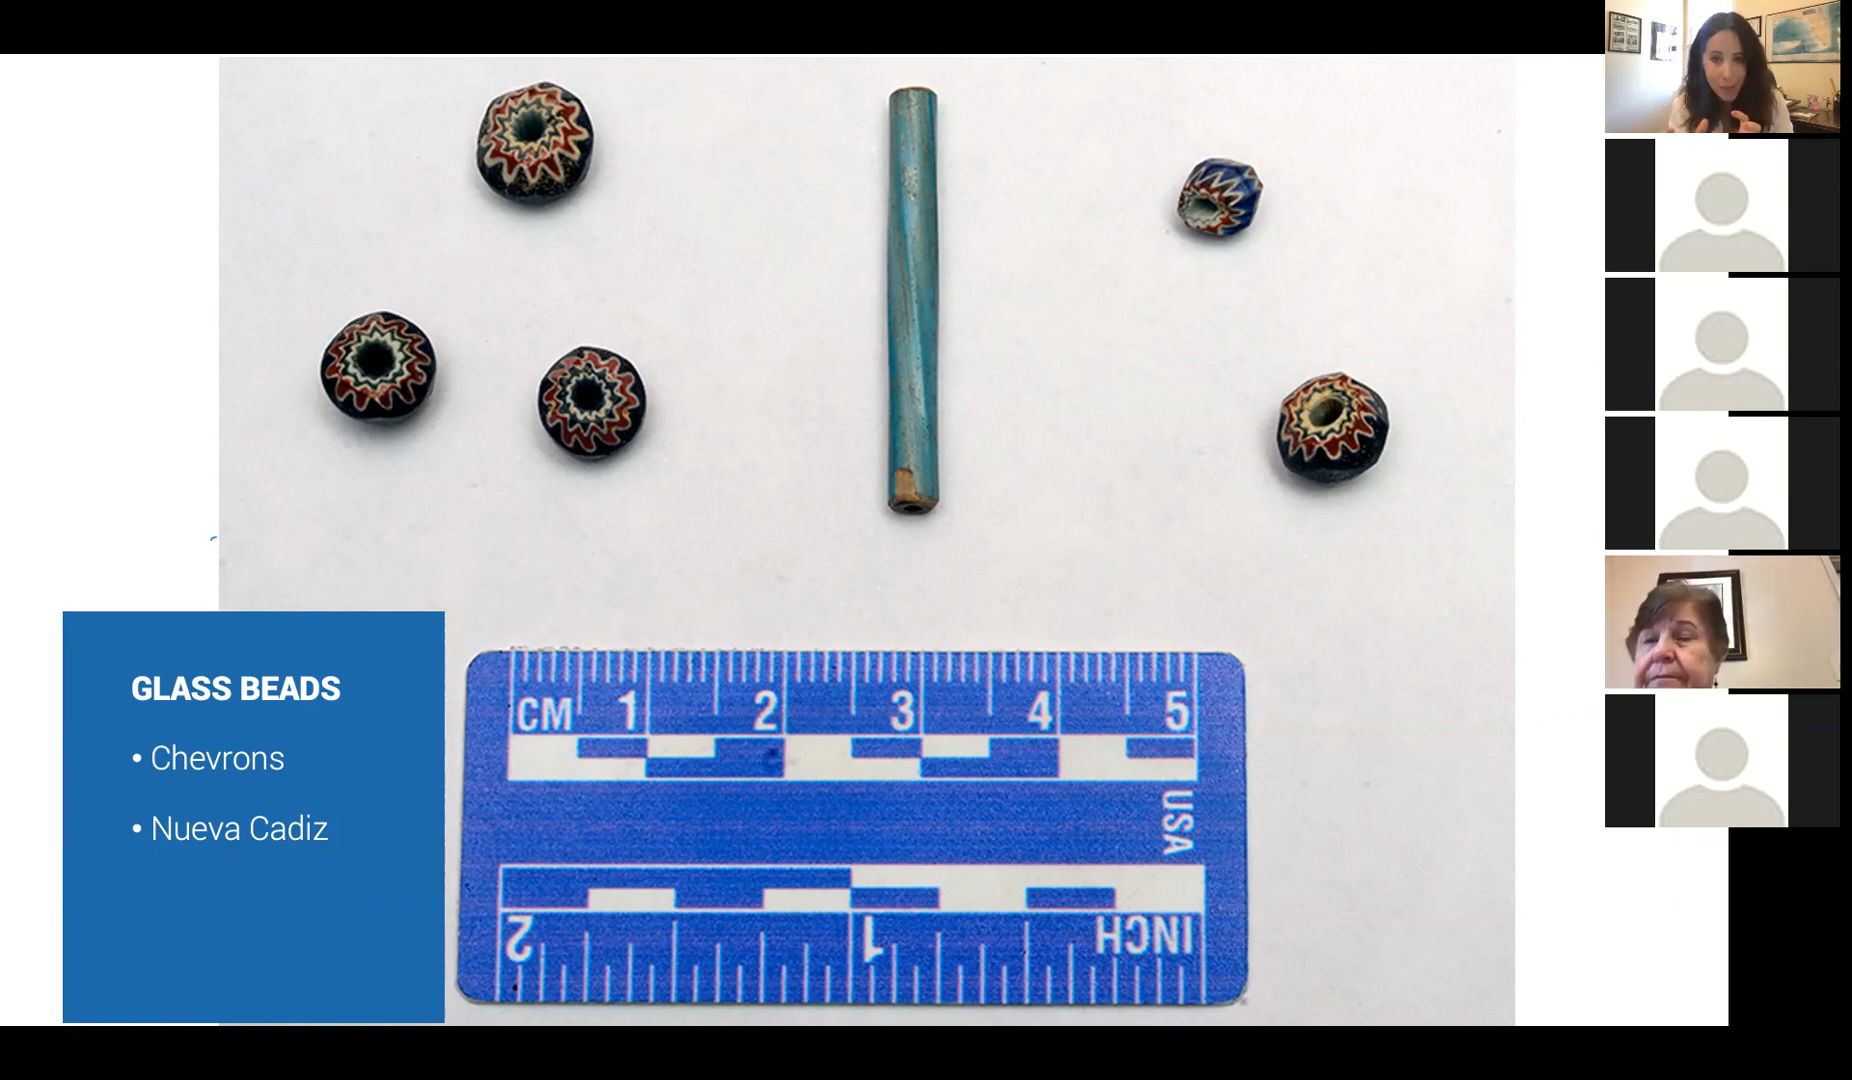 GLASS BEADS
• Chevrons
• Nueva Cadiz
CM 1 2 3 4 5
USA
INCH 1 2